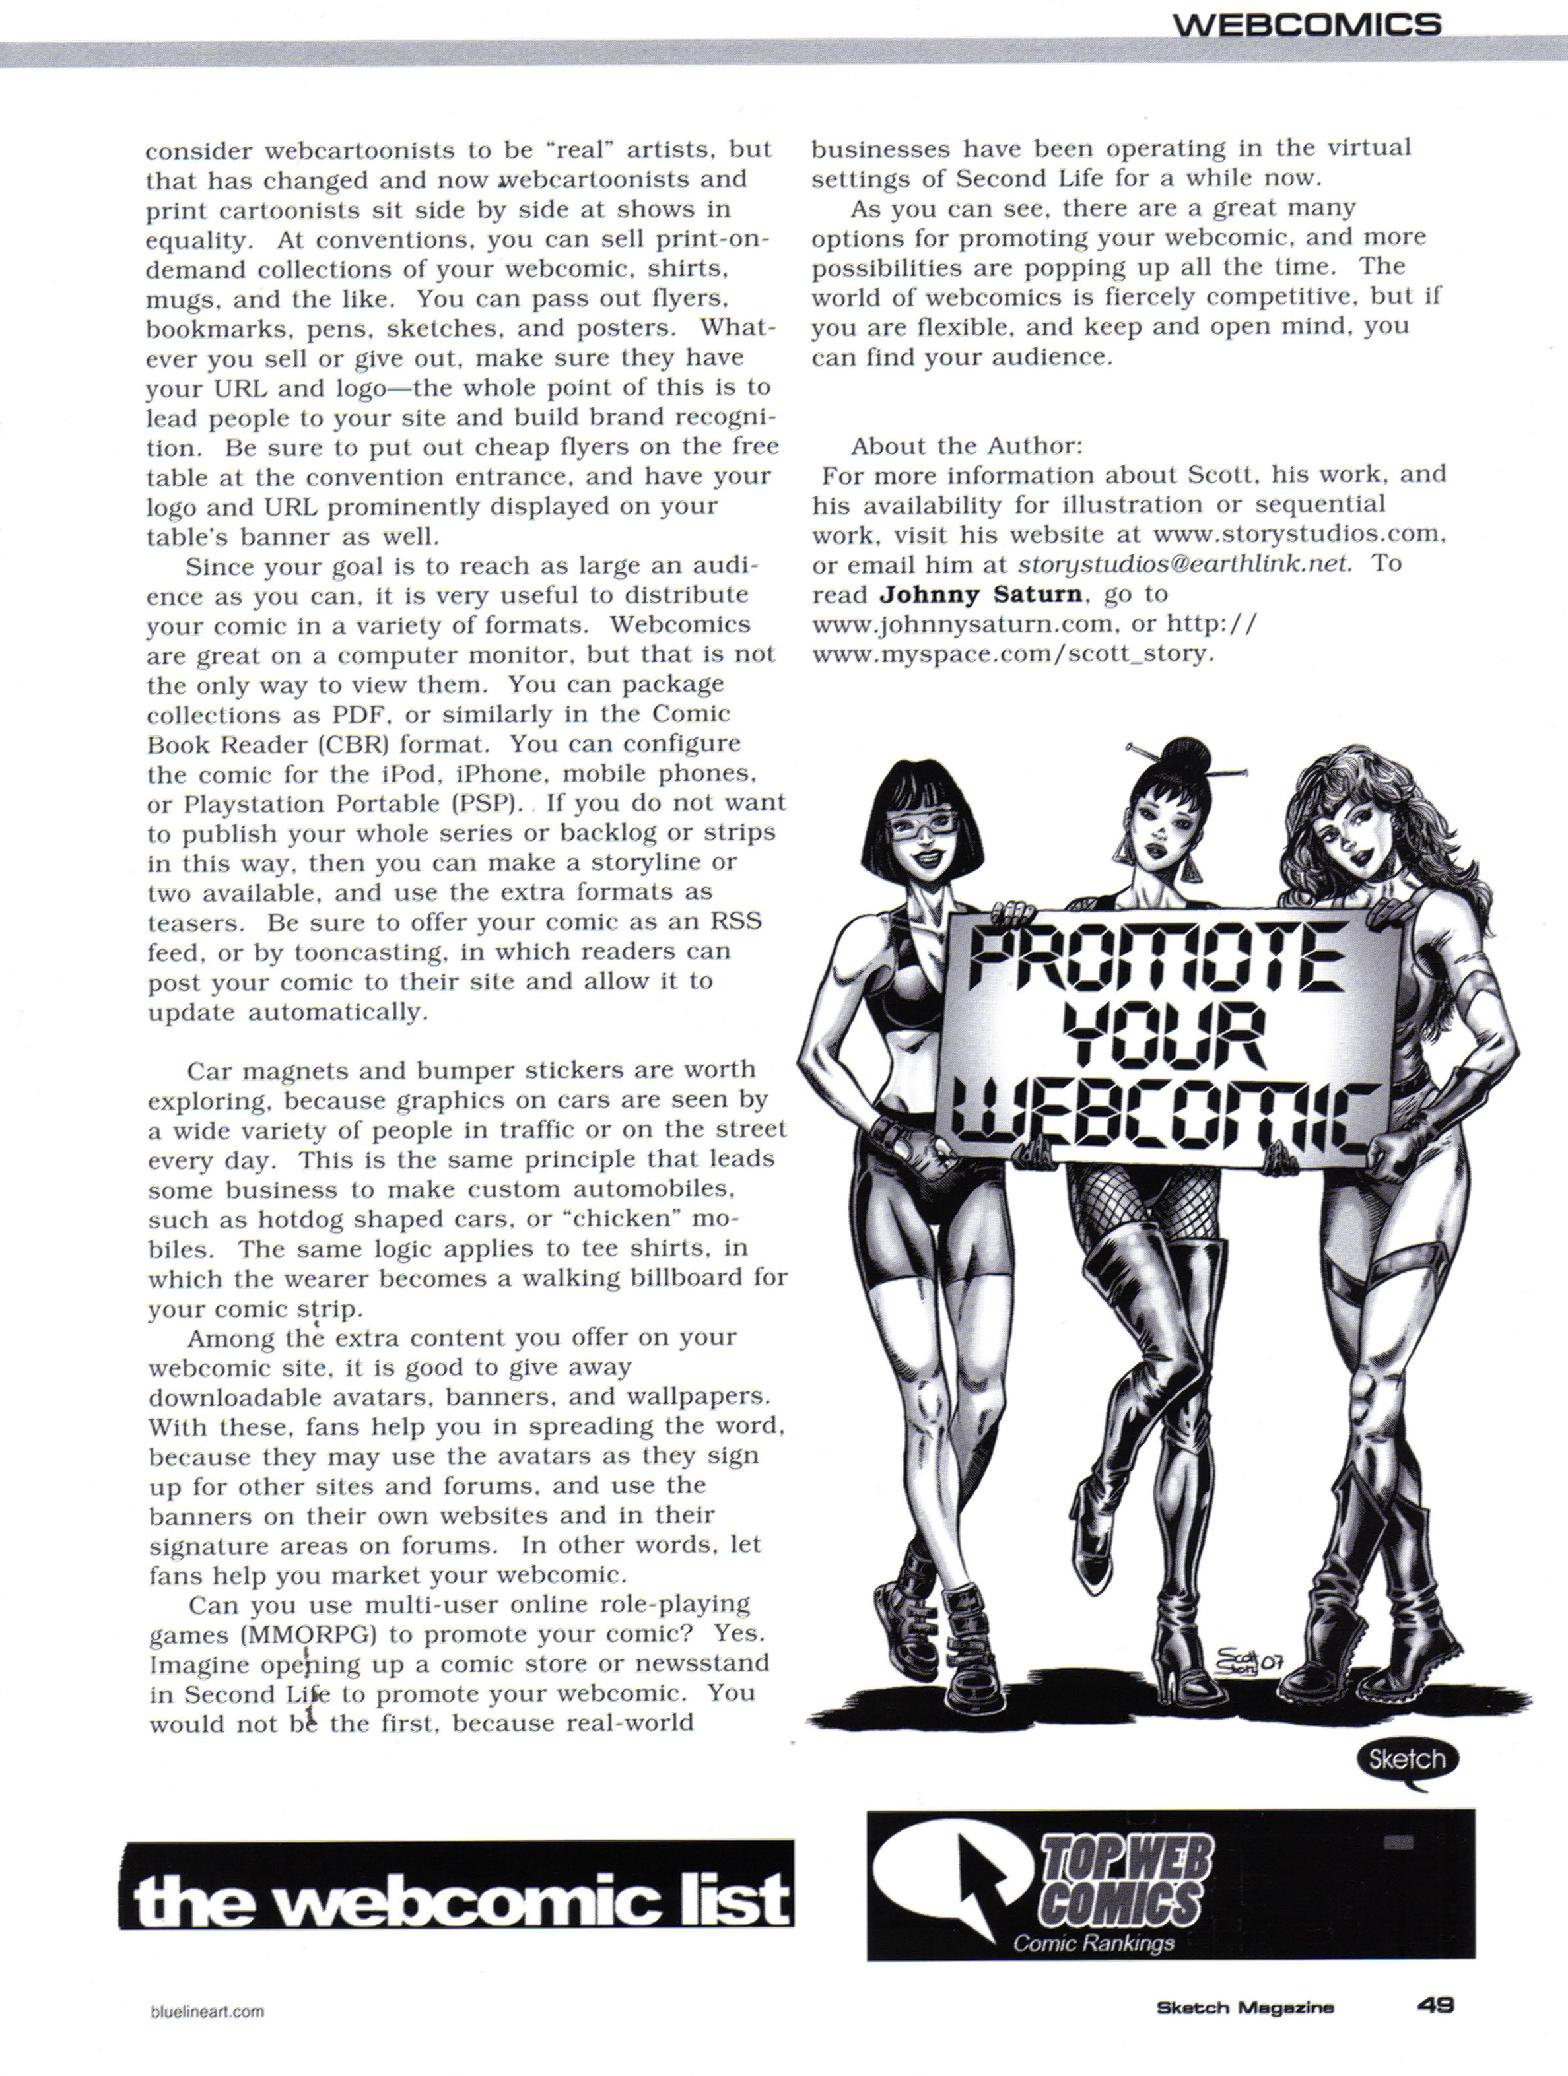 WEBCOMICS
consider webcartoonists to be “real” artists, but
that has changed and now webcartoonists and
print cartoonists sit side by side at shows in
equality. At conventions, you can sell print-on-
demand collections of your webcomic, shirts,
mugs, and the like. You can pass out flyers,
bookmarks, pens, sketches, and posters. What-
ever you sell or give out, make sure they have
your URL and logo—the whole point of this is to
lead people to your site and build brand recogni-
tion. Be sure to put out cheap flyers on the free
table at the convention entrance, and have your
logo and URL prominently displayed on your
table's banner as well.
Since your goal is to reach as large an audi-
ence as you can, it is very useful to distribute
your comic in a variety of formats. Webcomics
are great on a computer monitor, but that is not
the only way to view them. You can package
collections as PDF, or similarly in the Comic
Book Reader (CBR) format. You can configure
the comic for the iPod, iPhone, mobile phones,
or Playstation Portable (PSP). If you do not want
to publish your whole series or backlog or strips
in this way, then you can make a storyline or
two available, and use the extra formats as
teasers. Be sure to offer your comic as an RSS
feed, or by tooncasting, in which readers can
post your comic to their site and allow it to
update automatically.
Car magnets and bumper stickers are worth
exploring, because graphics on cars are seen by
a wide variety of people in traffic or on the street
every day. This is the same principle that leads
some business to make custom automobiles,
such as hotdog shaped cars, or “chicken” mo-
biles. The same logic applies to tee shirts, in
which the wearer becomes a walking billboard for
your comic strip.
Among the extra content you offer on your
webcomic site, it is good to give away
downloadable avatars, banners, and wallpapers.
With these, fans help you in spreading the word,
because they may use the avatars as they sign
up for other sites and forums, and use the
banners on their own websites and in their
signature areas on forums. In other words, let
fans help you market your webcomic.
Can you use multi-user online role-playing
games (MMORPG) to promote your comic? Yes.
Imagine opening up a comic store or newsstand
in Second Life to promote your webcomic. You
would not be the first, because real-world
businesses have been operating in the virtual
settings of Second Life for a while now.
As you can see, there are a great many
options for promoting your webcomic, and more
possibilities are popping up all the time. The
world of webcomics is fiercely competitive, but if
you are flexible, and keep and open mind, you
can find your audience.
About the Author:
For more information about Scott, his work, and
his availability for illustration or sequential
work, visit his website at www.storystudios.com,
or email him at storystudios@earthlink.net. To
read Johnny Saturn, go to
www.johnnysaturn.com, or http://
www.myspace.com/scott_story.
PROMOTE
YOUR
WEBCOMIC
Scott
Story 07
Sketch
the webcomic list
TOP WEB
COMICS
Comic Rankings
bluelineart.com
Sketch Magazine 49